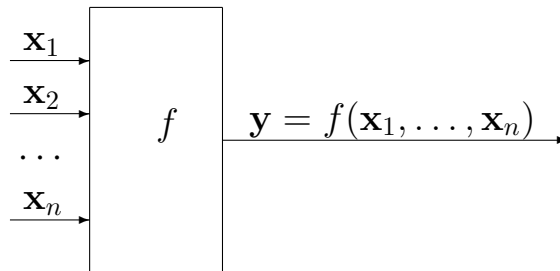 x₁
x₂
...
xₙ
f
y = f(x₁, . . . , xₙ)